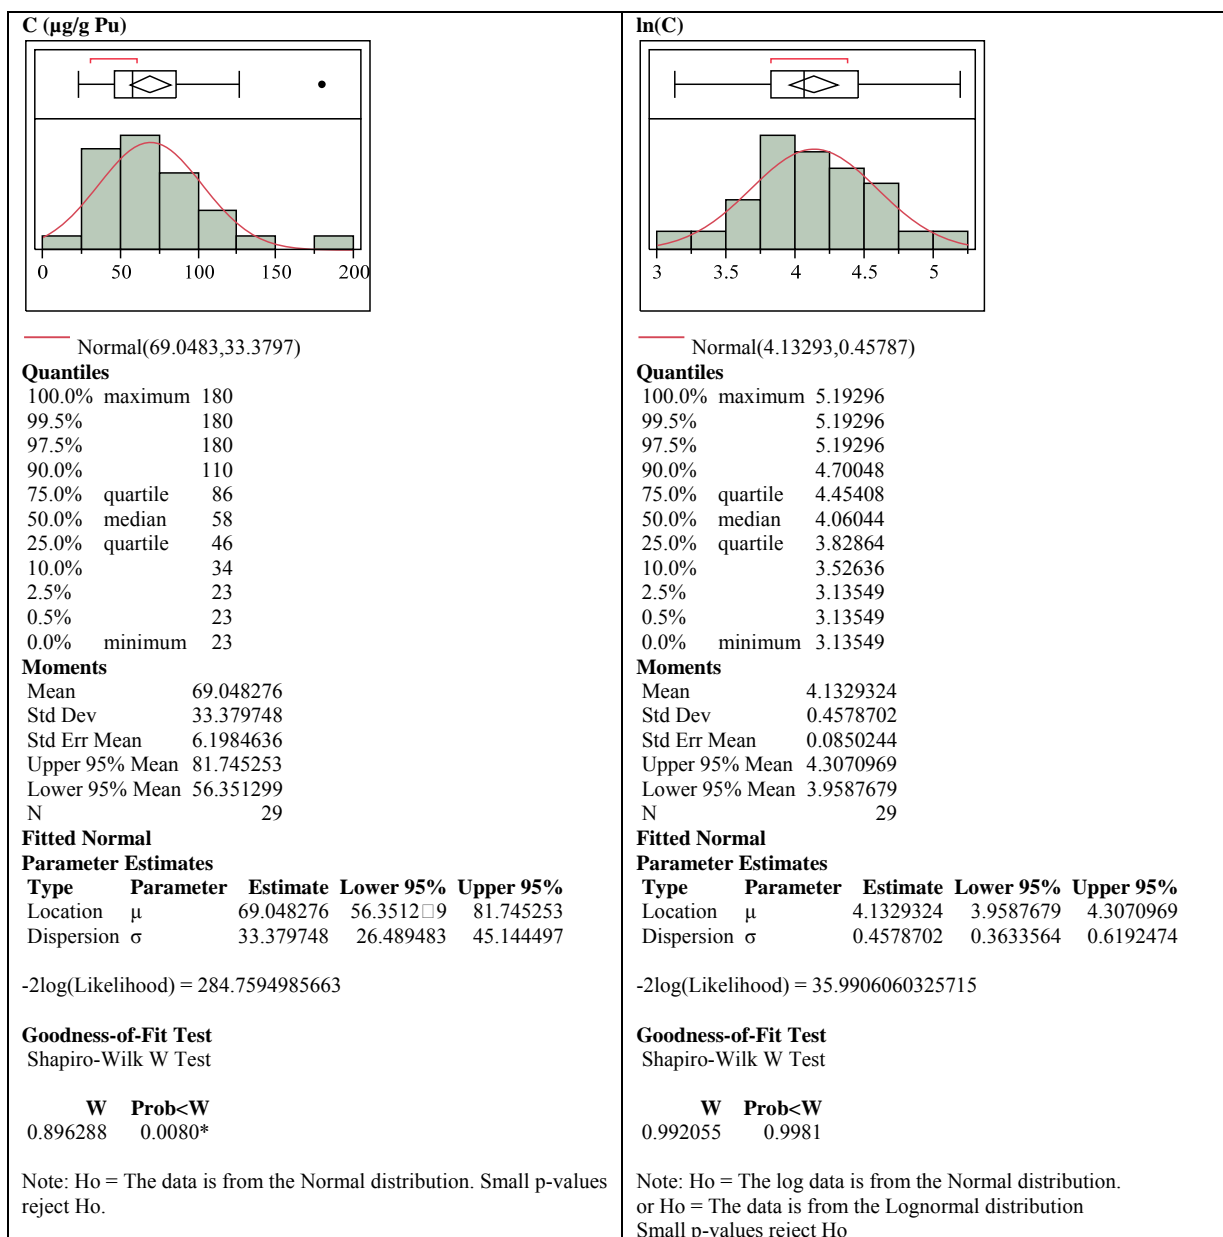 C (µg/g Pu)
0 50 100 150 200
Normal(69.0483,33.3797)
Quantiles
100.0% maximum 180
99.5% 180
97.5% 180
90.0% 110
75.0% quartile 86
50.0% median 58
25.0% quartile 46
10.0% 34
2.5% 23
0.5% 23
0.0% minimum 23
Moments
Mean 69.048276
Std Dev 33.379748
Std Err Mean 6.1984636
Upper 95% Mean 81.745253
Lower 95% Mean 56.351299
N 29
Fitted Normal
Parameter Estimates
Type Parameter Estimate Lower 95% Upper 95%
Location µ 69.048276 56.3512□9 81.745253
Dispersion σ 33.379748 26.489483 45.144497
-2log(Likelihood) = 284.7594985663
Goodness-of-Fit Test
Shapiro-Wilk W Test
W Prob<W
0.896288 0.0080*
Note: Ho = The data is from the Normal distribution. Small p-values
reject Ho.
ln(C)
3 3.5 4 4.5 5
Normal(4.13293,0.45787)
Quantiles
100.0% maximum 5.19296
99.5% 5.19296
97.5% 5.19296
90.0% 4.70048
75.0% quartile 4.45408
50.0% median 4.06044
25.0% quartile 3.82864
10.0% 3.52636
2.5% 3.13549
0.5% 3.13549
0.0% minimum 3.13549
Moments
Mean 4.1329324
Std Dev 0.4578702
Std Err Mean 0.0850244
Upper 95% Mean 4.3070969
Lower 95% Mean 3.9587679
N 29
Fitted Normal
Parameter Estimates
Type Parameter Estimate Lower 95% Upper 95%
Location µ 4.1329324 3.9587679 4.3070969
Dispersion σ 0.4578702 0.3633564 0.6192474
-2log(Likelihood) = 35.9906060325715
Goodness-of-Fit Test
Shapiro-Wilk W Test
W Prob<W
0.992055 0.9981
Note: Ho = The log data is from the Normal distribution.
or Ho = The data is from the Lognormal distribution
Small p-values reject Ho